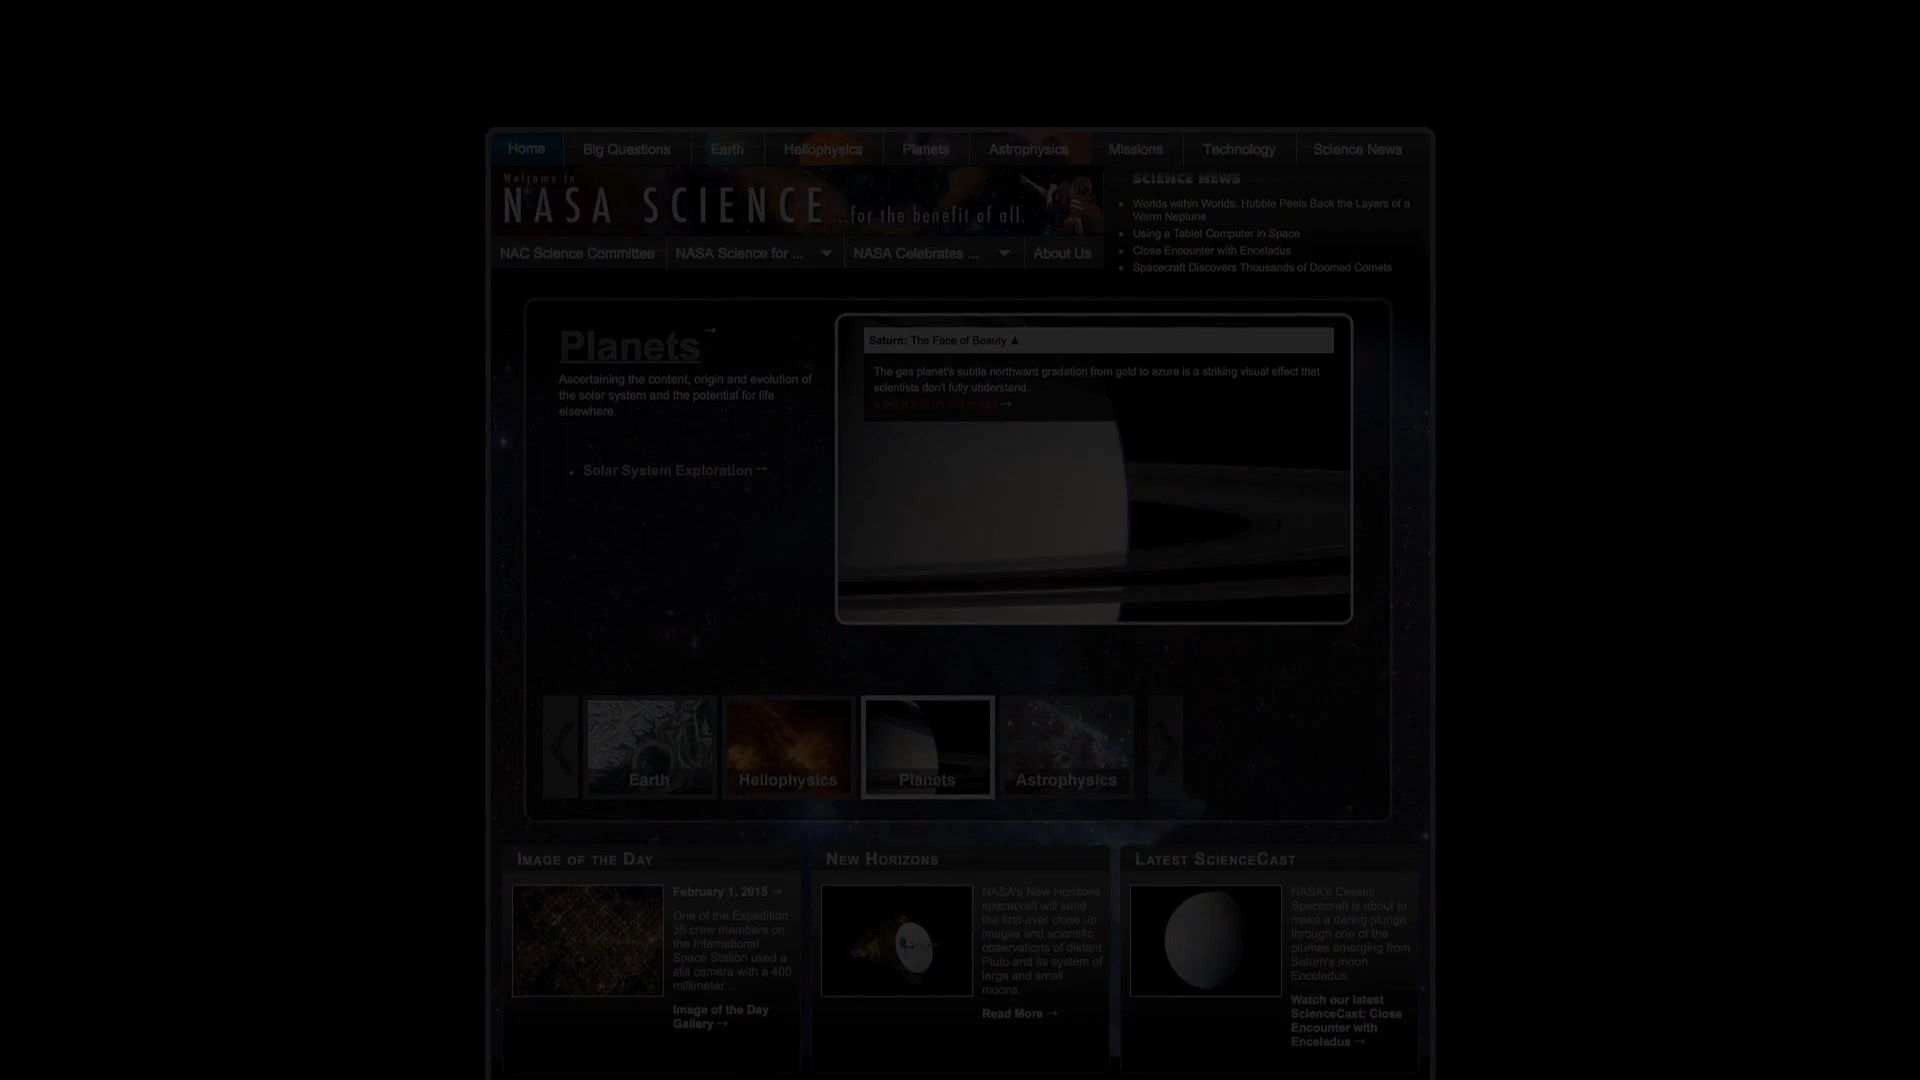 Home
Big Questions
Earth
Heliophysics
Planets
Astrophysics
Missions
Technology
Science News
Welcome to
NASA SCIENCE ...for the benefit of all.
SCIENCE NEWS
Worlds within Worlds: Hubble Peels Back the Layers of a
Warm Neptune
Using a Tablet Computer in Space
Close Encounter with Enceladus
Spacecraft Discovers Thousands of Doomed Comets
NAC Science Committee
NASA Science for ...
NASA Celebrates ...
About Us
Planets
Ascertaining the content, origin and evolution of
the solar system and the potential for life
elsewhere.
Solar System Exploration
Saturn: The Face of Beauty
The gas planet's subtle northward gradation from gold to azure is a striking visual effect that
scientists don't fully understand.
Earth
Heliophysics
Planets
Astrophysics
IMAGE OF THE DAY
February 1, 2015
One of the Expedition
35 crew members on
the International
Space Station used a
still camera with a 400
millimeter ...
Image of the Day
Gallery
NEW HORIZONS
NASA's New Horizons
spacecraft will send
the first-ever close up
images and scientific
observations of distant
Pluto and its system of
large and small
moons.
Read More
LATEST SCIENCECAST
NASA's Cassini
Spacecraft is about to
make a daring plunge
through one of the
plumes emerging from
Saturn's moon
Enceladus.
Watch our latest
ScienceCast: Close
Encounter with
Enceladus